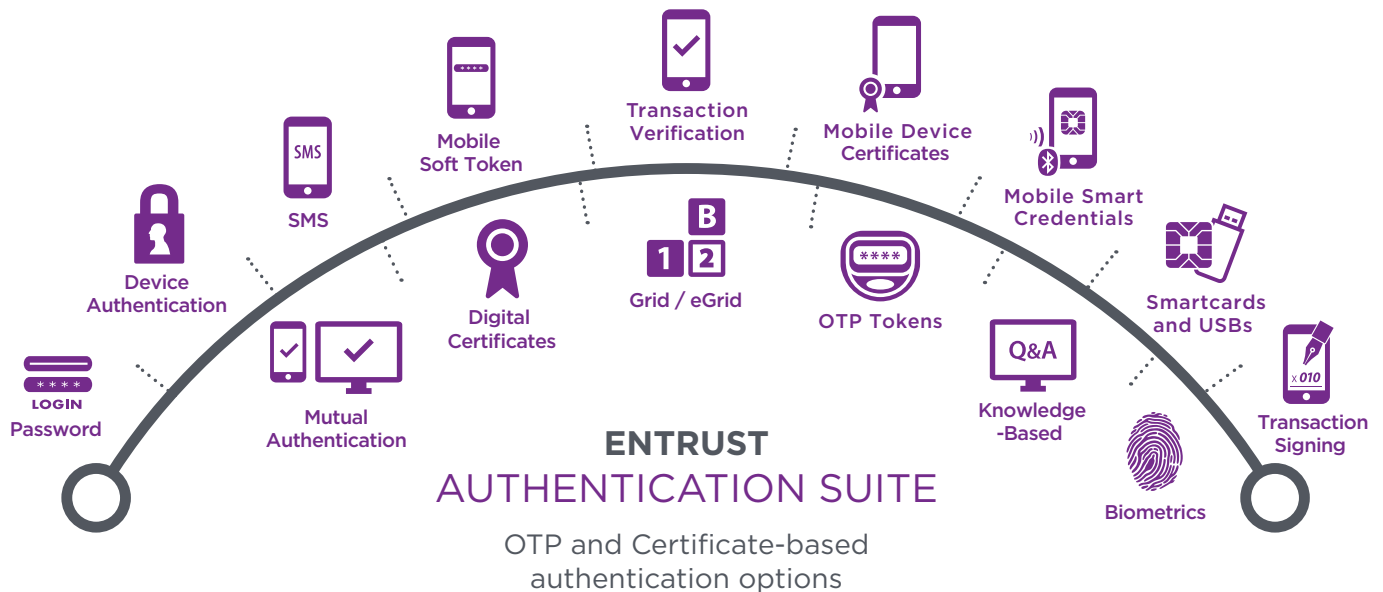 ****
LOGIN
Password
Device
Authentication
SMS
SMS
****
Mobile
Soft Token
Transaction
Verification
Mobile Device
Certificates
Mobile Smart
Credentials
Smartcards
and USBs
x 010
Transaction
Signing
Mutual
Authentication
Digital
Certificates
B
1 2
Grid / eGrid
****
OTP Tokens
Q&A
Knowledge
-Based
Biometrics
ENTRUST
AUTHENTICATION SUITE
OTP and Certificate-based
authentication options